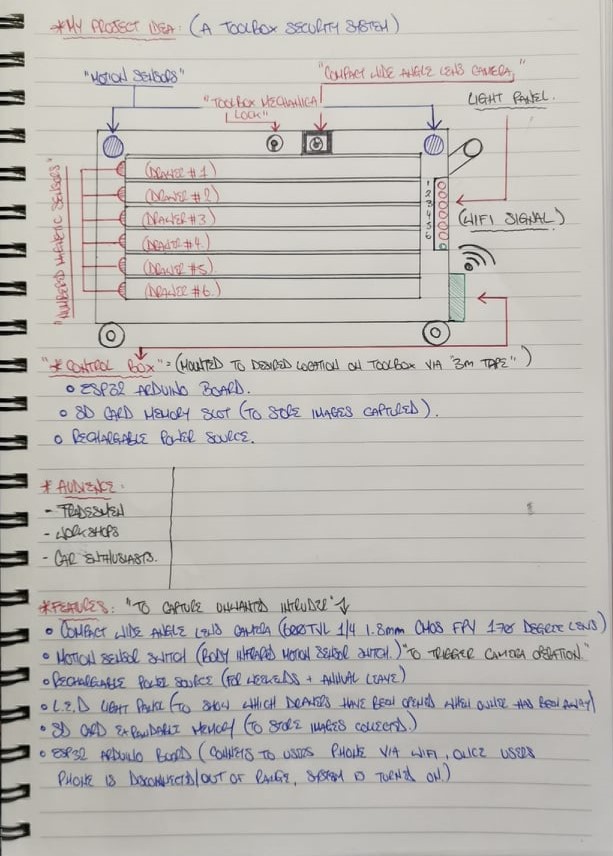 *MY PROJECT IDEA: (A TOOLBOX SECURITY SYSTEM)
"MOTION SENSORS"
"COMPACT WIDE ANGLE LENS CAMERA,"
"TOOLBOX MECHANICAL
LOCK"
LIGHT PANEL.
"NUMBERED MAGNETIC SENSORS"
(DRAWER #1)
(DRAWER #2)
(DRAWER #3)
(DRAWER #4.)
(DRAWER #5)
(DRAWER #6.)
1
2
3
4
5
6
(WIFI SIGNAL)
"*CONTROL BOX" = (MOUNTED TO DESIRED LOCATION ON TOOLBOX VIA "3M TAPE")
o ESP32 ARDUINO BOARD.
o SD CARD MEMORY SLOT (TO STORE IMAGES CAPTURED).
o RECHARGABLE POWER SOURCE.
* AUDIENCE:
- TRADESMEN
- WORKSHOPS
- CAR ENTHUSIASTS.
*FEATURES: "TO CAPTURE UNWANTED INTRUDER"
• COMPACT WIDE ANGLE LENS CAMERA (600TVL 1/4 1.8mm CMOS FPV 170 DEGREE LENS)
• MOTION SENSOR SWITCH (BODY INFRARED MOTION SENSOR SWITCH.) "TO TRIGGER CAMERA OPERATION."
• RECHARGABLE POWER SOURCE (FOR WEEKENDS + ANNUAL LEAVE)
• L.E.D LIGHT PANEL (TO SHOW WHICH DRAWERS HAVE BEEN OPENED WHEN OWNER HAS BEEN AWAY)
• SD CARD EXPANDABLE MEMORY (TO STORE IMAGES COLLECTED.)
• ESP32 ARDUINO BOARD (CONNECTS TO USERS PHONE VIA WIFI, ONCE USERS
PHONE IS DISCONNECTED/OUT OF RANGE, SYSTEM IS TURNED ON.)